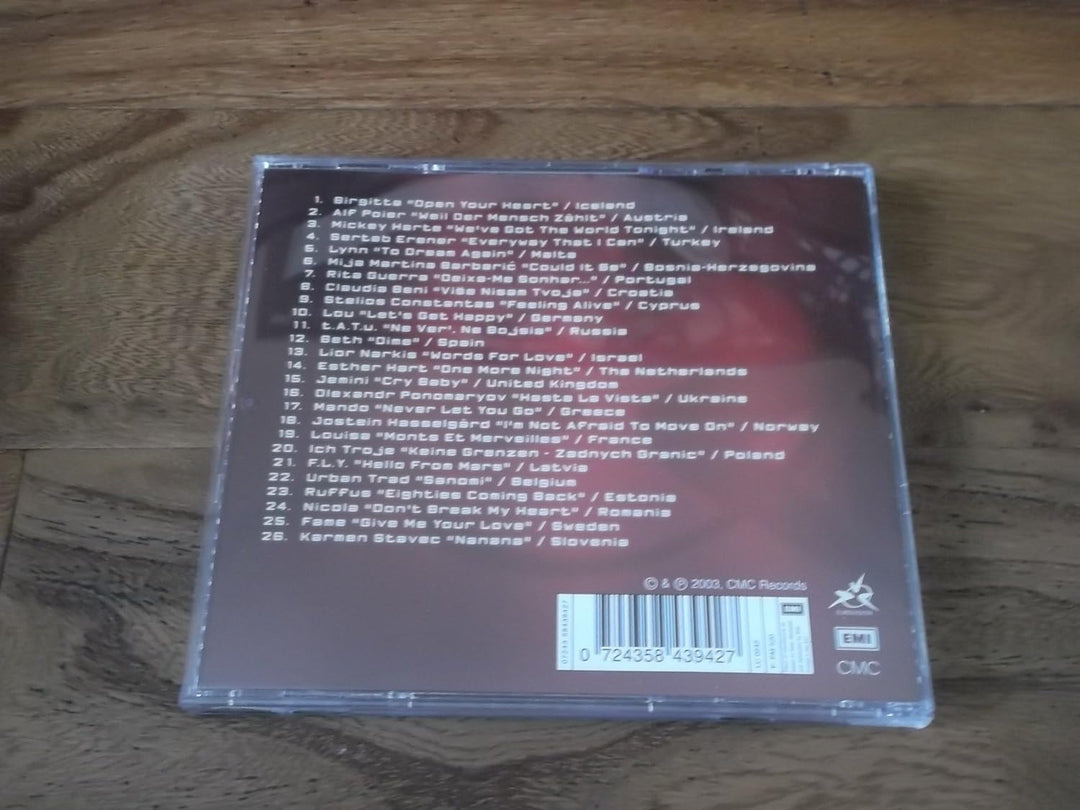 1. Birgitta "Open Your Heart" / Iceland
2. Alf Poier "Weil Der Mensch Zählt" / Austria
3. Mickey Harte "We've Got The World Tonight" / Ireland
4. Sertab Erener "Everyway That I Can" / Turkey
5. Lynn "To Dream Again" / Malta
6. Mija Martina Barbarić "Could It Be" / Bosnia-Herzegovina
7. Rita Guerra "Deixa-Me Sonhar..." / Portugal
8. Claudia Beni "Više Nisam Tvoja" / Croatia
9. Stelios Constantas "Feeling Alive" / Cyprus
10. Lou "Let's Get Happy" / Germany
11. t.A.T.u. "Ne Ver', Ne Bojsia" / Russia
12. Beth "Dime" / Spain
13. Lior Narkis "Words For Love" / Israel
14. Esther Hart "One More Night" / The Netherlands
15. Jemini "Cry Baby" / United Kingdom
16. Olexandr Ponomaryov "Hasta La Vista" / Ukraine
17. Mando "Never Let You Go" / Greece
18. Jostein Hasselgård "I'm Not Afraid To Move On" / Norway
19. Louisa "Monts Et Merveilles" / France
20. Ich Troje "Keine Grenzen - Zadnych Granic" / Poland
21. F.L.Y. "Hello From Mars" / Latvia
22. Urban Trad "Sanomi" / Belgium
23. Ruffus "Eighties Coming Back" / Estonia
24. Nicola "Don't Break My Heart" / Romania
25. Fame "Give Me Your Love" / Sweden
26. Karmen Stavec "Nanana" / Slovenia
© & ℗ 2003, CMC Records
EMI
0 724358 439427
EMI
CMC